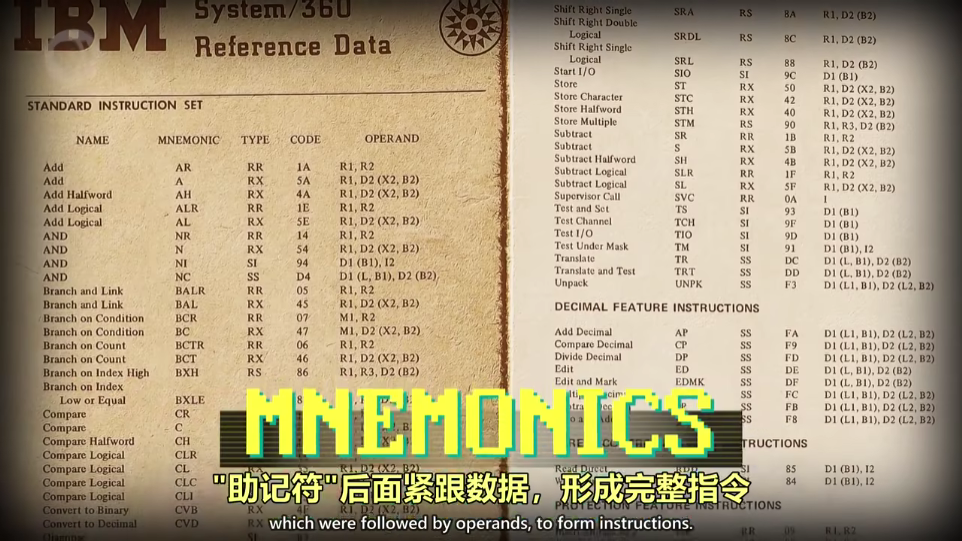 IBM
System/360
Reference Data
STANDARD INSTRUCTION SET
NAME MNEMONIC TYPE CODE OPERAND
Add AR RR 1A R1, R2
Add A RX 5A R1, D2 (X2, B2)
Add Halfword AH RX 4A R1, D2 (X2, B2)
Add Logical ALR RR 1E R1, R2
Add Logical AL RX 5E R1, D2 (X2, B2)
AND NR RR 14 R1, R2
AND N RX 54 R1, D2 (X2, B2)
AND NI SI 94 D1 (B1), I2
AND NC SS D4 D1 (L, B1), D2 (B2)
Branch and Link BALR RR 05 R1, R2
Branch and Link BAL RX 45 R1, D2 (X2, B2)
Branch on Condition BCR RR 07 M1, R2
Branch on Condition BC RX 47 M1, D2 (X2, B2)
Branch on Count BCTR RR 06 R1, R2
Branch on Count BCT RX 46 R1, D2 (X2, B2)
Branch on Index High BXH RS 86 R1, R3, D2 (B2)
Branch on Index
Low or Equal BXLE
Compare CR
Compare C
Compare Halfword CH
Compare Logical CLR
Compare Logical CL
Compare Logical CLC
Compare Logical CLI
Convert to Binary CVB
Convert to Decimal CVD
Shift Right Single SRA RS 8A R1, D2 (B2)
Shift Right Double
Logical SRDL RS 8C R1, D2 (B2)
Shift Right Single
Logical SRL RS 88 R1, D2 (B2)
Start I/O SIO SI 9C D1 (B1)
Store ST RX 50 R1, D2 (X2, B2)
Store Character STC RX 42 R1, D2 (X2, B2)
Store Halfword STH RX 40 R1, D2 (X2, B2)
Store Multiple STM RS 90 R1, R3, D2 (B2)
Subtract SR RR 1B R1, R2
Subtract S RX 5B R1, D2 (X2, B2)
Subtract Halfword SH RX 4B R1, D2 (X2, B2)
Subtract Logical SLR RR 1F R1, R2
Subtract Logical SL RX 5F R1, D2 (X2, B2)
Supervisor Call SVC RR 0A I
Test and Set TS SI 93 D1 (B1)
Test Channel TCH SI 9F D1 (B1)
Test I/O TIO SI 9D D1 (B1)
Test Under Mask TM SI 91 D1 (B1), I2
Translate TR SS DC D1 (L, B1), D2 (B2)
Translate and Test TRT SS DD D1 (L, B1), D2 (B2)
Unpack UNPK SS F3 D1 (L1, B1), D2 (L2, B2)
DECIMAL FEATURE INSTRUCTIONS
Add Decimal AP SS FA D1 (L1, B1), D2 (L2, B2)
Compare Decimal CP SS F9 D1 (L1, B1), D2 (L2, B2)
Divide Decimal DP SS FD D1 (L1, B1), D2 (L2, B2)
Edit ED SS DE D1 (L, B1), D2 (B2)
Edit and Mark EDMK SS DF D1 (L, B1), D2 (B2)
FC D1 (L1, B1), D2 (L2, B2)
FB D1 (L1, B1), D2 (L2, B2)
F8 D1 (L1, B1), D2 (L2, B2)
Read Direct SI 85 D1 (B1), I2
84 D1 (B1), I2
FEATURE INSTRUCTIONS
MNEMONICS
"助记符"后面紧跟数据，形成完整指令
which were followed by operands, to form instructions.